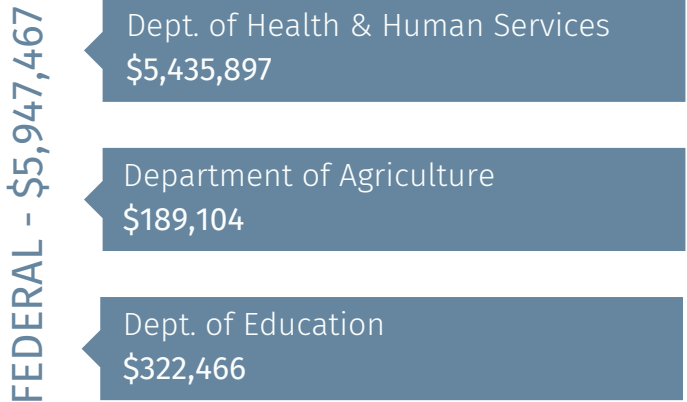 FEDERAL - $5,947,467
Dept. of Health & Human Services
$5,435,897
Department of Agriculture
$189,104
Dept. of Education
$322,466